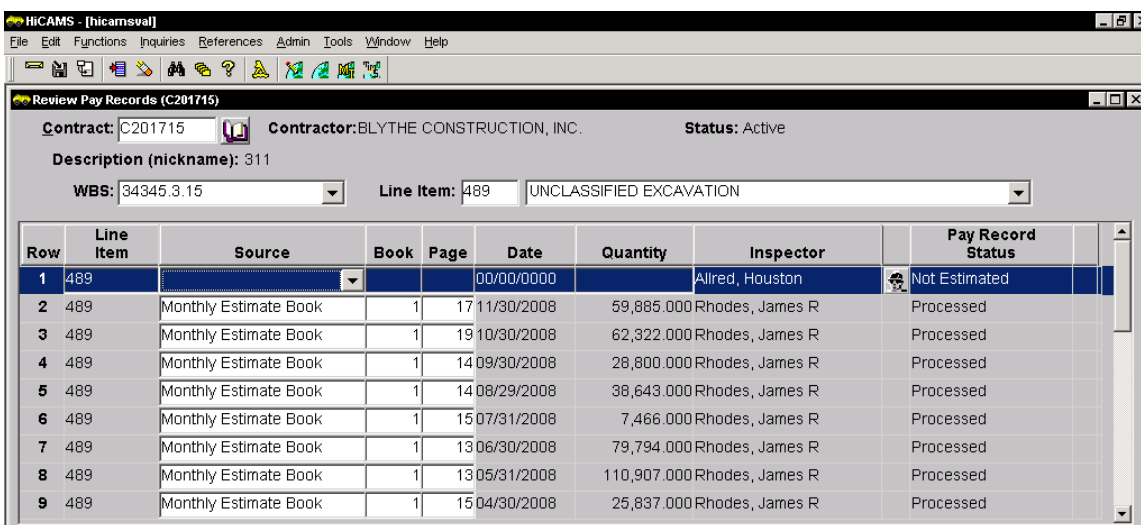 HiCAMS - [hicamsval]
File Edit Functions Inquiries References Admin Tools Window Help
Review Pay Records (C201715)
Contract: C201715 Contractor:BLYTHE CONSTRUCTION, INC. Status: Active
Description (nickname): 311
WBS: 34345.3.15 Line Item: 489 UNCLASSIFIED EXCAVATION
Row Line Item Source Book Page Date Quantity Inspector Pay Record Status
1 489 00/00/0000 Allred, Houston Not Estimated
2 489 Monthly Estimate Book 1 17 11/30/2008 59,885.000 Rhodes, James R Processed
3 489 Monthly Estimate Book 1 19 10/30/2008 62,322.000 Rhodes, James R Processed
4 489 Monthly Estimate Book 1 14 09/30/2008 28,800.000 Rhodes, James R Processed
5 489 Monthly Estimate Book 1 14 08/29/2008 38,643.000 Rhodes, James R Processed
6 489 Monthly Estimate Book 1 15 07/31/2008 7,466.000 Rhodes, James R Processed
7 489 Monthly Estimate Book 1 13 06/30/2008 79,794.000 Rhodes, James R Processed
8 489 Monthly Estimate Book 1 13 05/31/2008 110,907.000 Rhodes, James R Processed
9 489 Monthly Estimate Book 1 15 04/30/2008 25,837.000 Rhodes, James R Processed